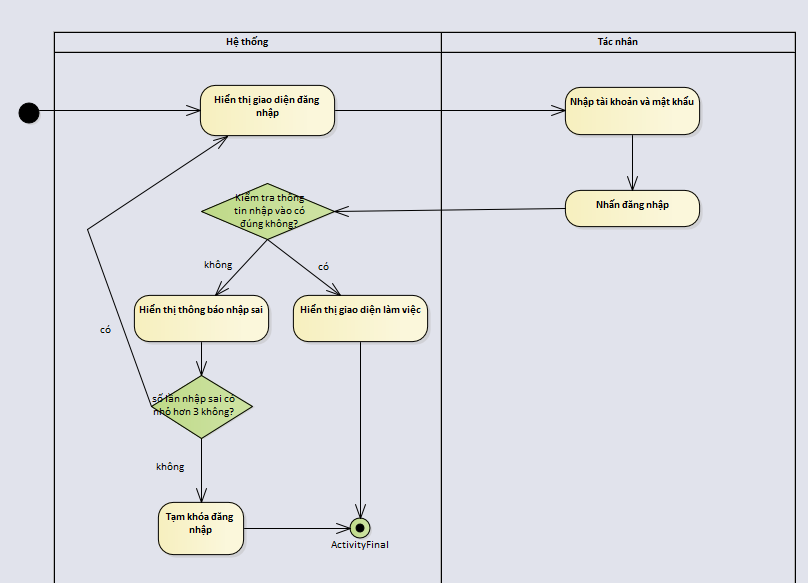 Hệ thống
Tác nhân
Hiển thị giao diện đăng
nhập
Nhập tài khoản và mật khẩu
Kiểm tra thông
tin nhập vào có
đúng không?
Nhấn đăng nhập
không
có
Hiển thị thông báo nhập sai
Hiển thị giao diện làm việc
có
số lần nhập sai có
nhỏ hơn 3 không?
không
Tạm khóa đăng
nhập
ActivityFinal